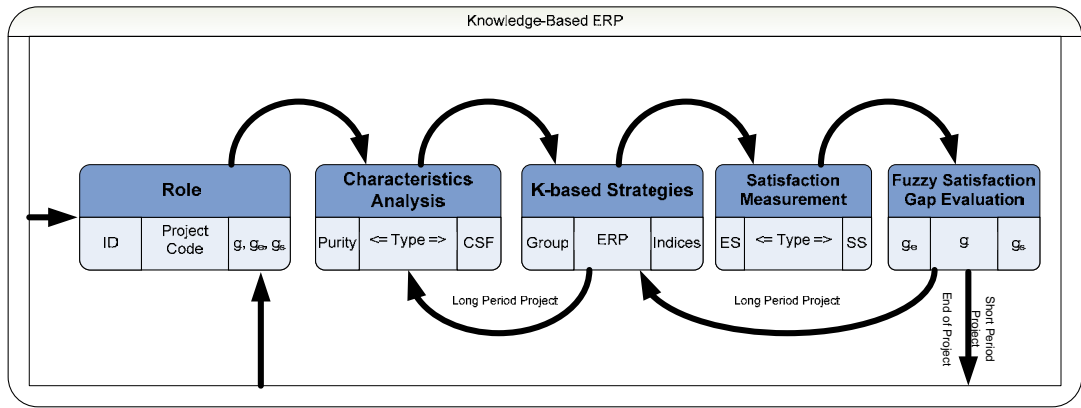 Knowledge-Based ERP
Role
ID
Project
Code
g, gₑ, gₛ
Characteristics
Analysis
Purity
<= Type =>
CSF
K-based Strategies
Group
ERP
Indices
Satisfaction
Measurement
ES
<= Type =>
SS
Fuzzy Satisfaction
Gap Evaluation
gₑ
g
gₛ
Long Period Project
Long Period Project
Short Period
Project
End of Project